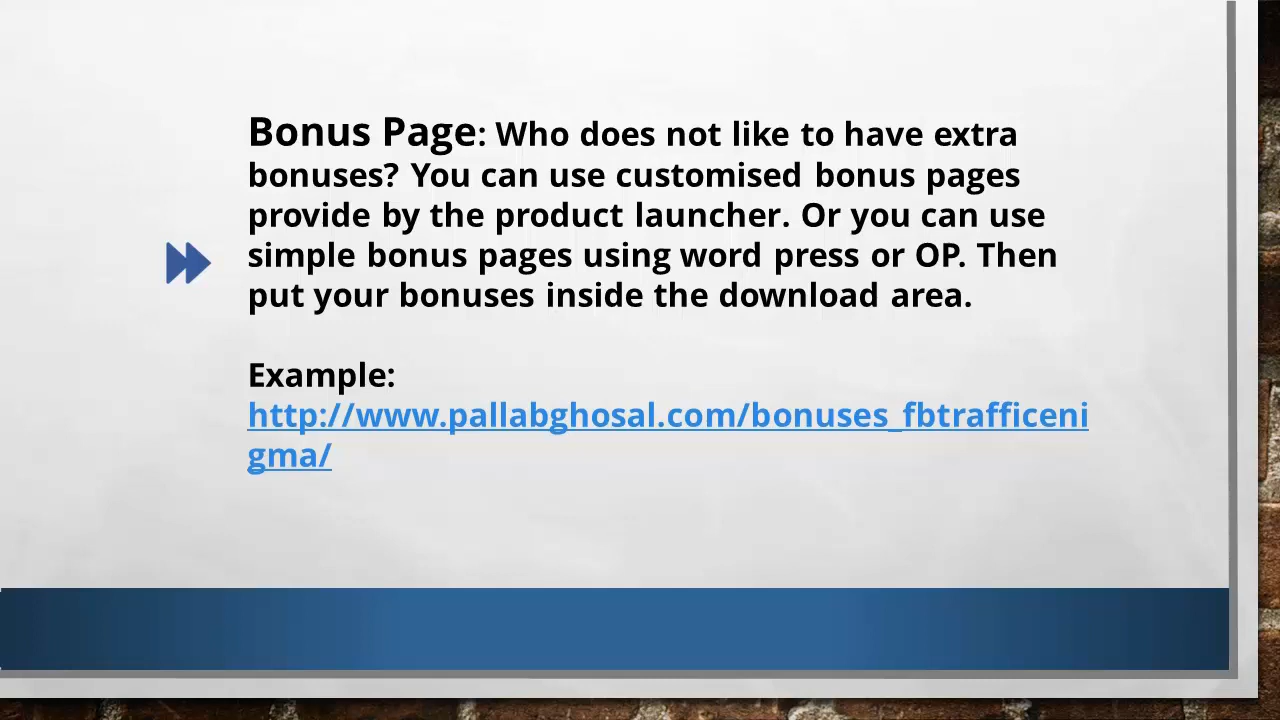 Bonus Page: Who does not like to have extra
bonuses? You can use customised bonus pages
provide by the product launcher. Or you can use
simple bonus pages using word press or OP. Then
put your bonuses inside the download area.
Example:
http://www.pallabghosal.com/bonuses_fbtrafficeni
gma/